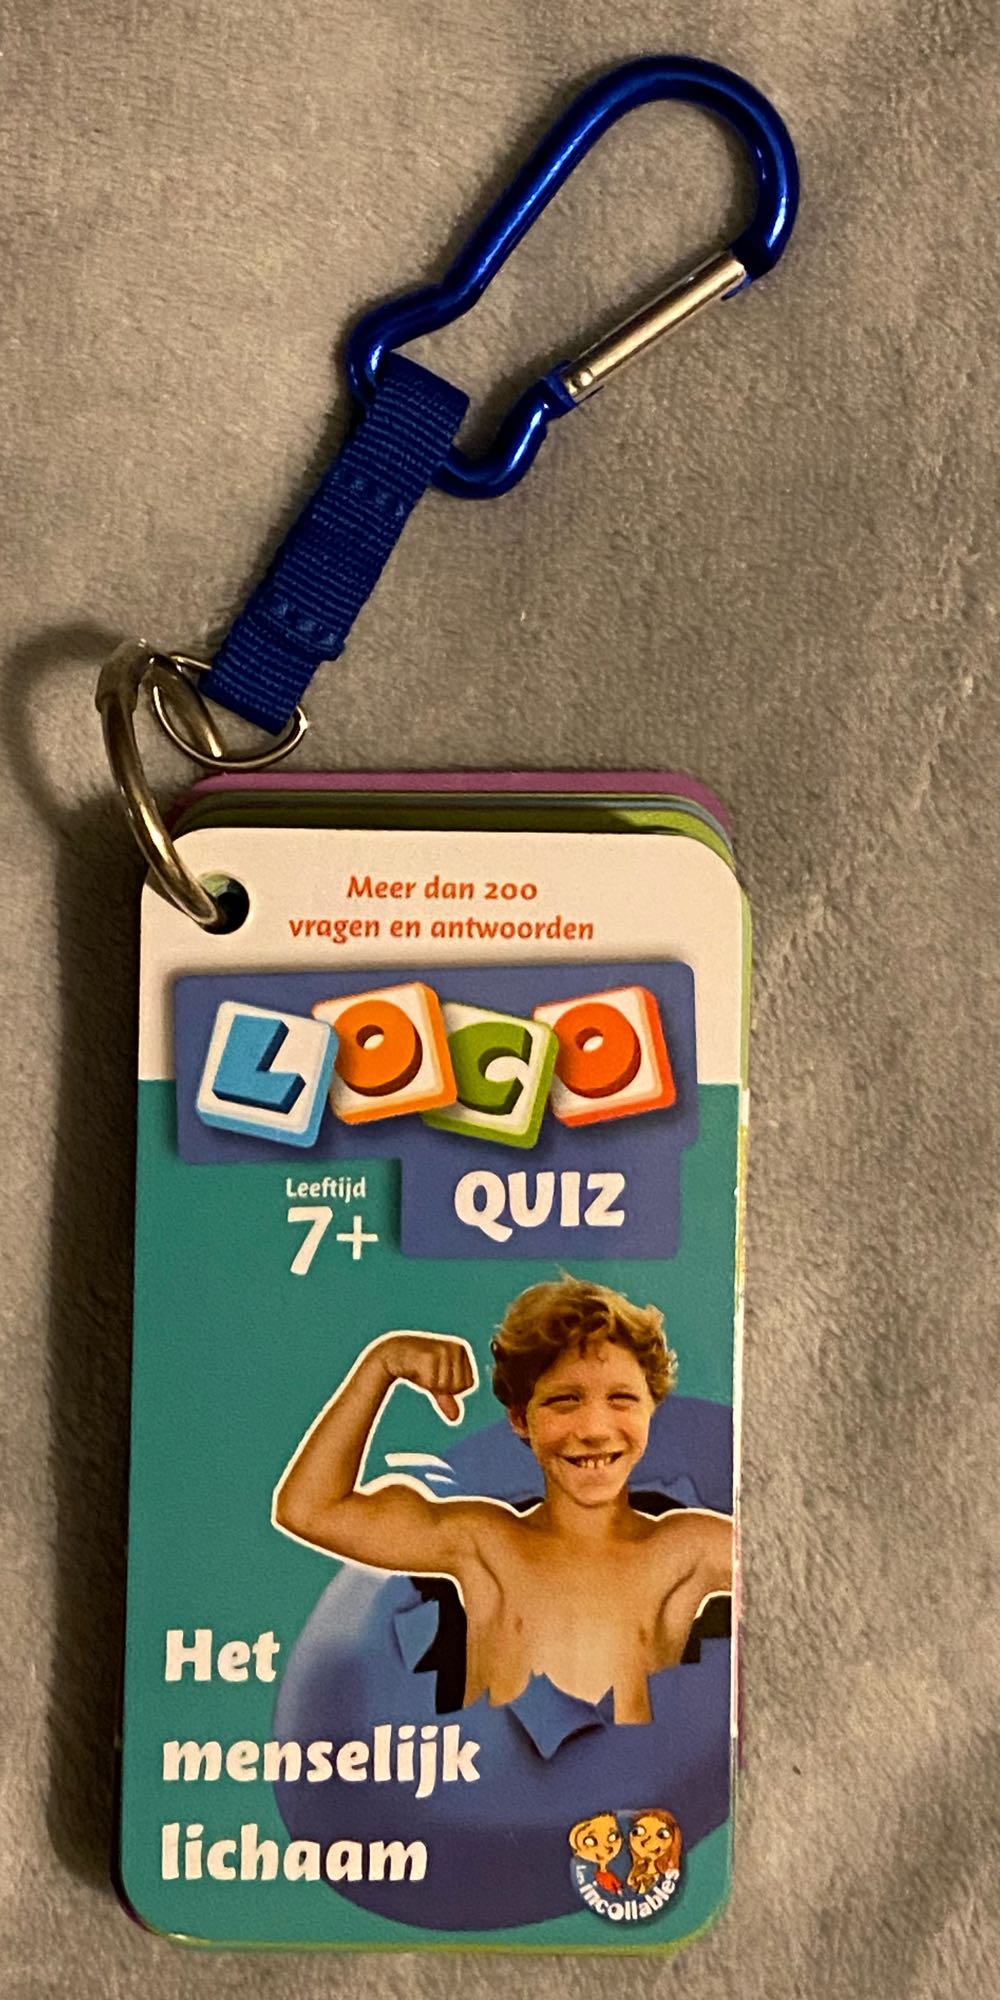 Meer dan 200
vragen en antwoorden
LOCO
QUIZ
Leeftijd
7+
Het
menselijk
lichaam
Les incollables